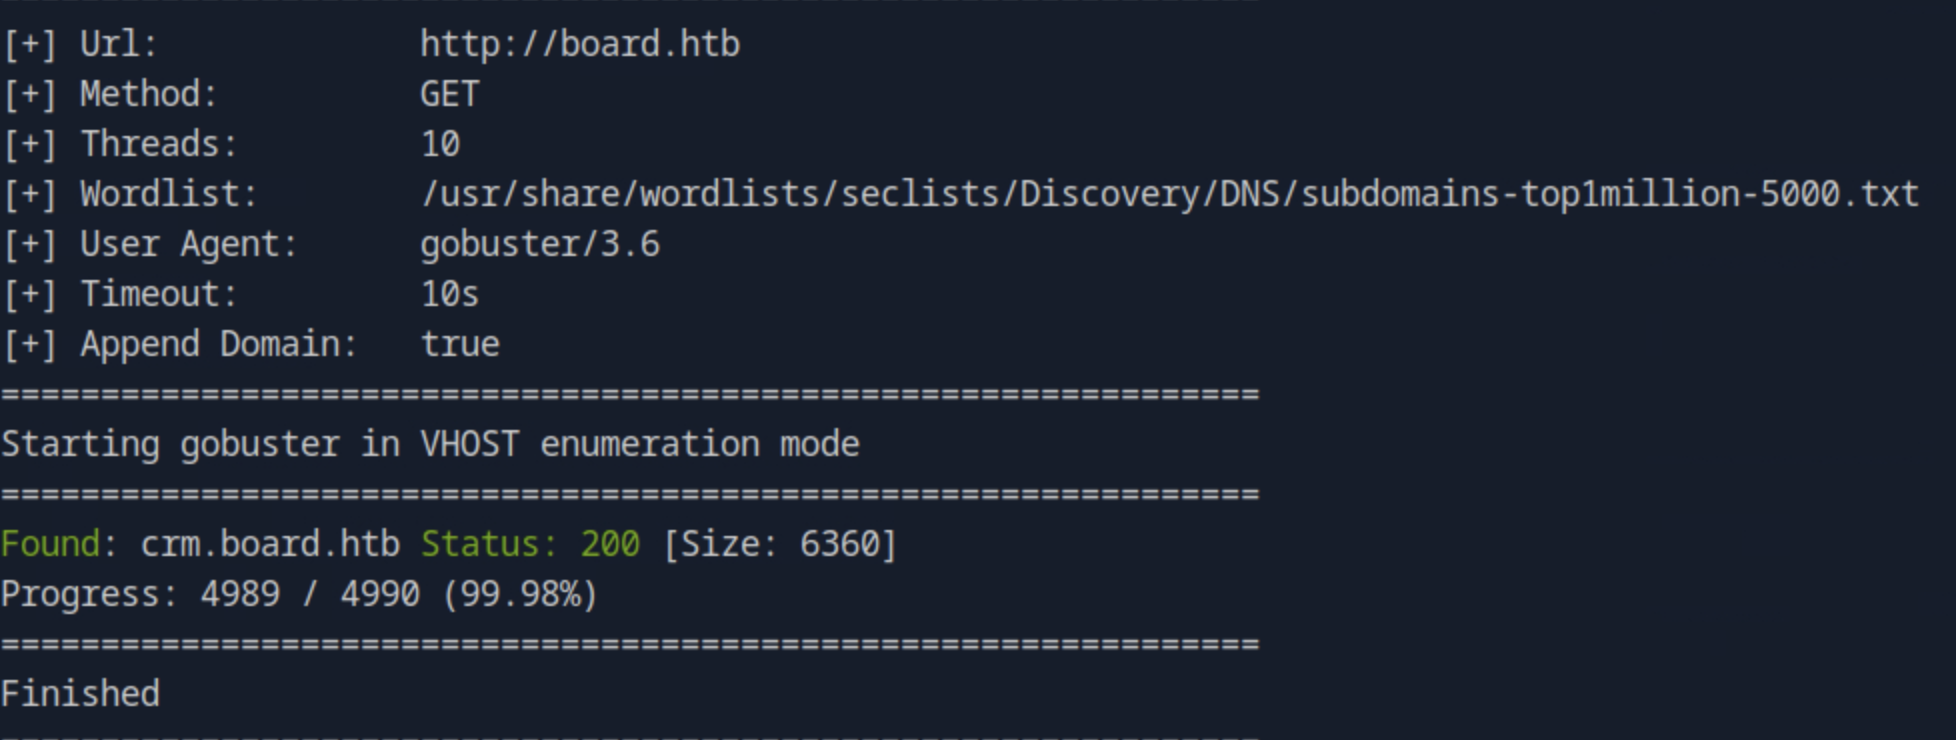 ===============================================================
[+] Url:             http://board.htb
[+] Method:          GET
[+] Threads:         10
[+] Wordlist:        /usr/share/wordlists/seclists/Discovery/DNS/subdomains-top1million-5000.txt
[+] User Agent:      gobuster/3.6
[+] Timeout:         10s
[+] Append Domain:   true
===============================================================
Starting gobuster in VHOST enumeration mode
===============================================================
Found: crm.board.htb Status: 200 [Size: 6360]
Progress: 4989 / 4990 (99.98%)
===============================================================
Finished
===============================================================